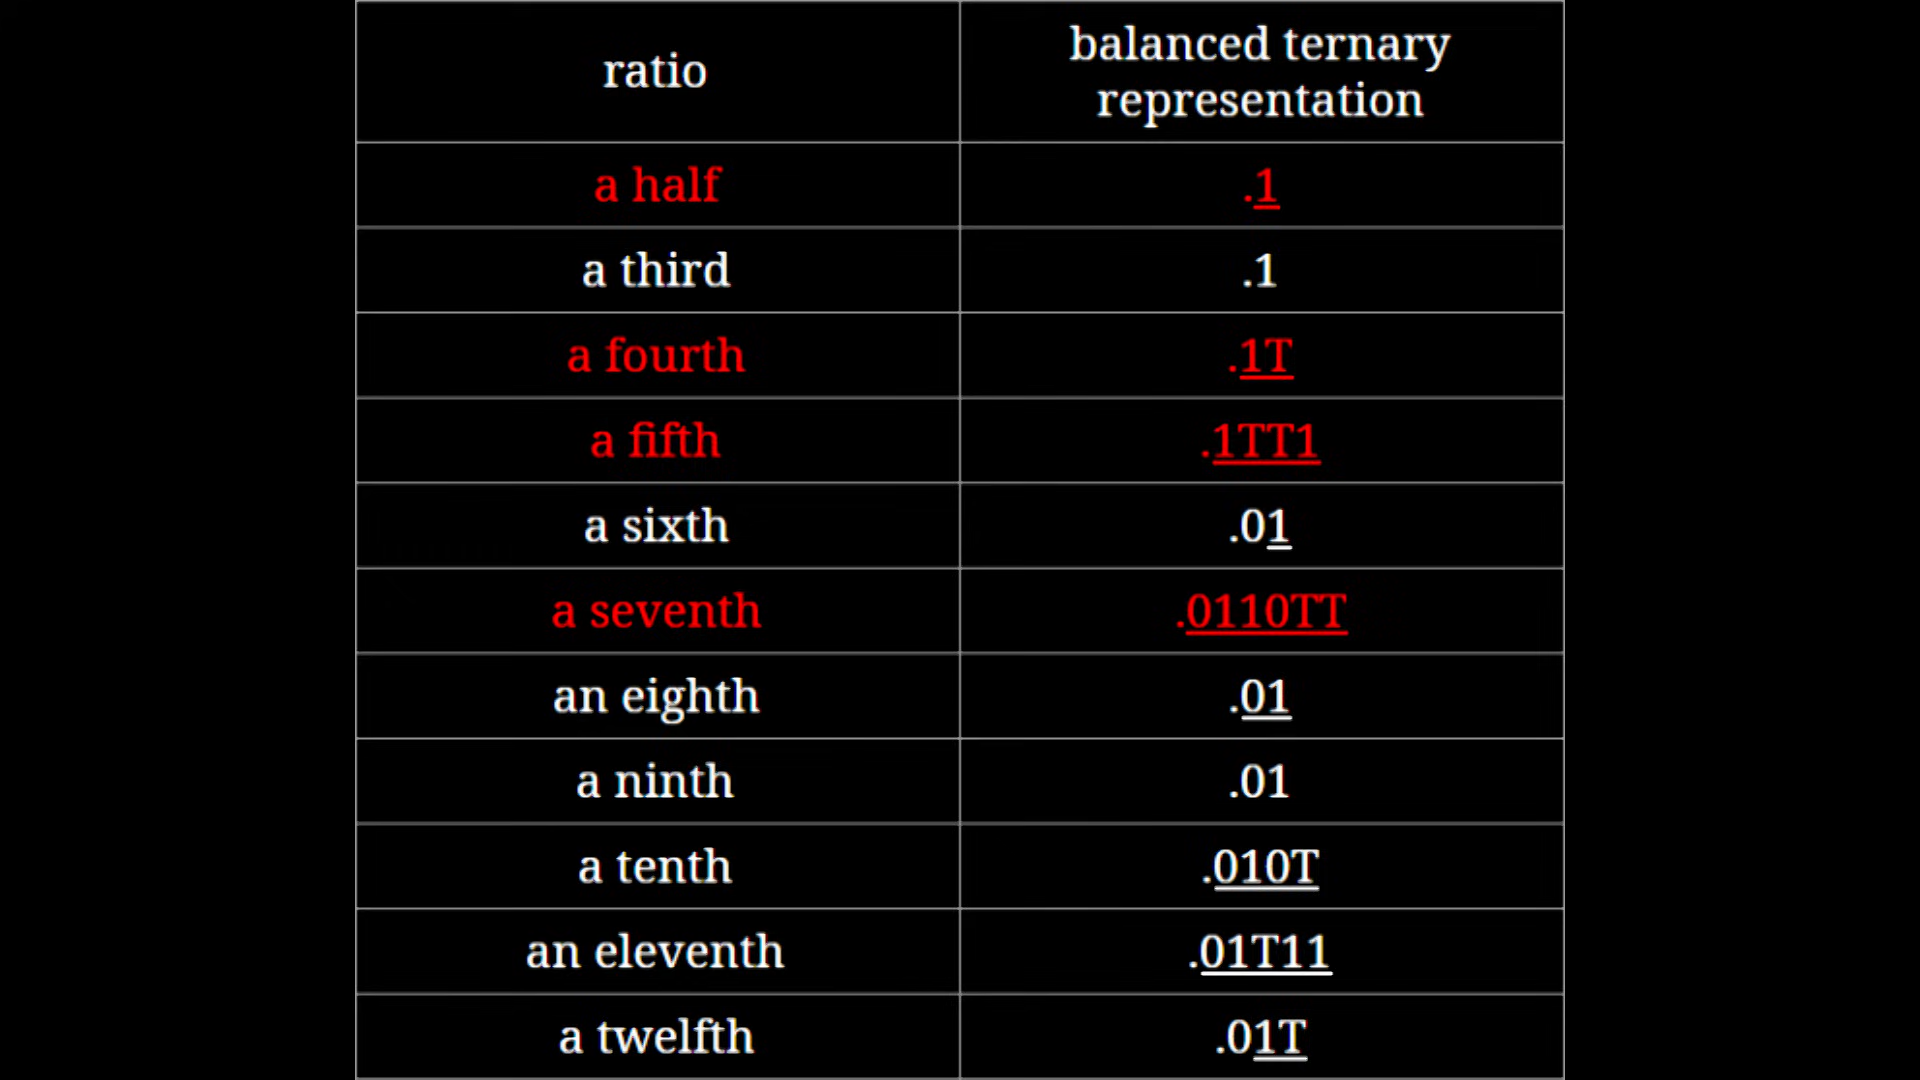 ratio
balanced ternary
representation
a half
.1
a third
.1
a fourth
.1T
a fifth
.1TT1
a sixth
.01
a seventh
.0110TT
an eighth
.01
a ninth
.01
a tenth
.010T
an eleventh
.01T11
a twelfth
.01T